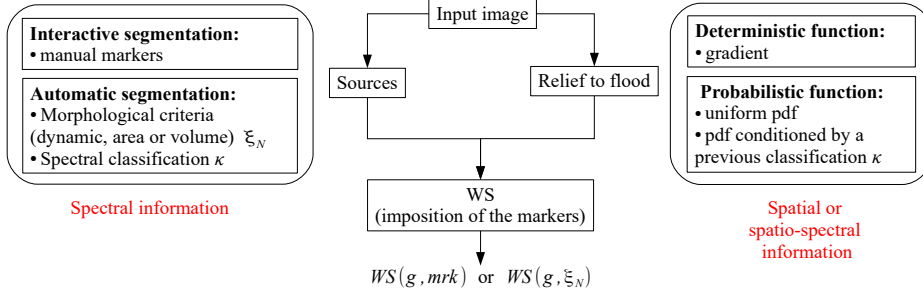 Interactive segmentation:
• manual markers
Automatic segmentation:
• Morphological criteria
(dynamic, area or volume) ξ_N
• Spectral classification κ
Spectral information
Input image
Sources
Relief to flood
WS
(imposition of the markers)
WS(g,mrk) or WS(g,ξ_N)
Deterministic function:
• gradient
Probabilistic function:
• uniform pdf
• pdf conditioned by a
previous classification κ
Spatial or
spatio-spectral
information